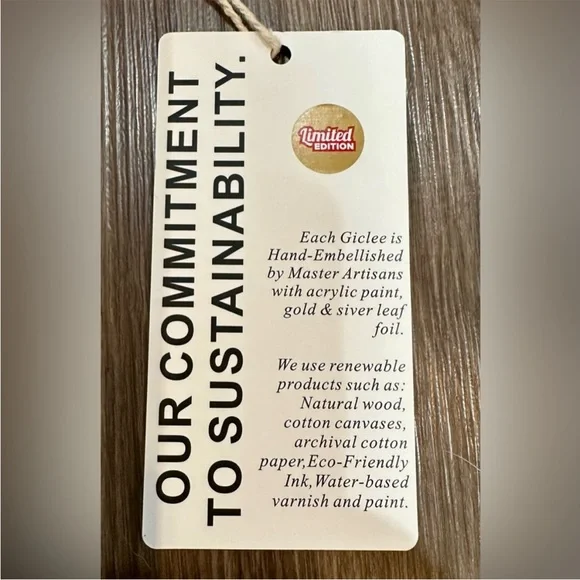 OUR COMMITMENT
TO SUSTAINABILITY.
Limited
EDITION
Each Giclee is
Hand-Embellished
by Master Artisans
with acrylic paint,
gold & siver leaf
foil.
We use renewable
products such as:
Natural wood,
cotton canvases,
archival cotton
paper,Eco-Friendly
Ink,Water-based
varnish and paint.